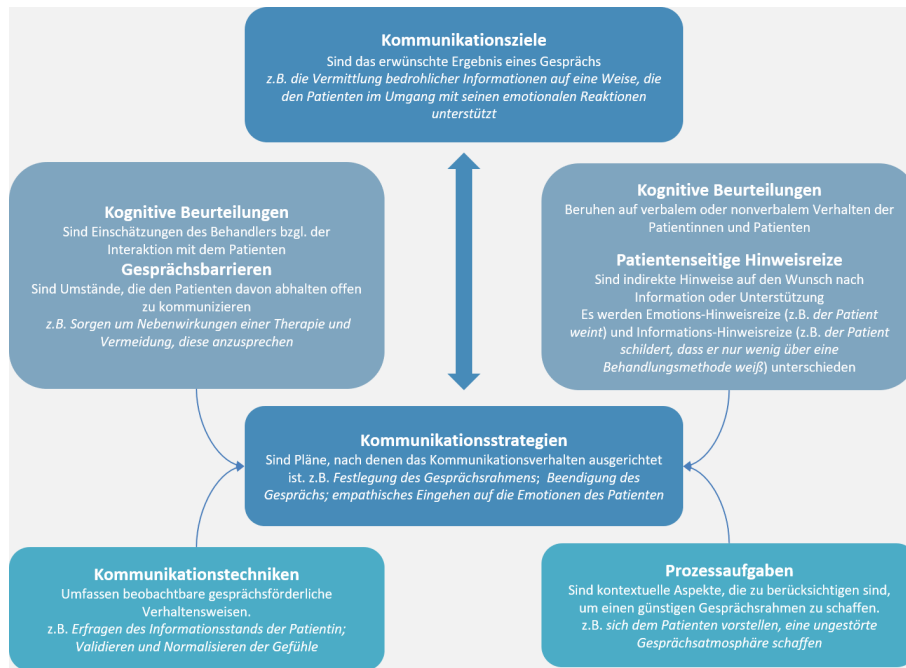 Kommunikationsziele
Sind das erwünschte Ergebnis eines Gesprächs
z.B. die Vermittlung bedrohlicher Informationen auf eine Weise, die
den Patienten im Umgang mit seinen emotionalen Reaktionen
unterstützt
Kognitive Beurteilungen
Sind Einschätzungen des Behandlers bzgl. der
Interaktion mit dem Patienten
Gesprächsbarrieren
Sind Umstände, die den Patienten davon abhalten offen
zu kommunizieren
z.B. Sorgen um Nebenwirkungen einer Therapie und
Vermeidung, diese anzusprechen
Kognitive Beurteilungen
Beruhen auf verbalem oder nonverbalem Verhalten der
Patientinnen und Patienten
Patientenseitige Hinweisreize
Sind indirekte Hinweise auf den Wunsch nach
Information oder Unterstützung
Es werden Emotions-Hinweisreize (z.B. der Patient
weint) und Informations-Hinweisreize (z.B. der Patient
schildert, dass er nur wenig über eine
Behandlungsmethode weiß) unterschieden
Kommunikationsstrategien
Sind Pläne, nach denen das Kommunikationsverhalten ausgerichtet
ist. z.B. Festlegung des Gesprächsrahmens; Beendigung des
Gesprächs; empathisches Eingehen auf die Emotionen des Patienten
Kommunikationstechniken
Umfassen beobachtbare gesprächsförderliche
Verhaltensweisen.
z.B. Erfragen des Informationsstands der Patientin;
Validieren und Normalisieren der Gefühle
Prozessaufgaben
Sind kontextuelle Aspekte, die zu berücksichtigen sind,
um einen günstigen Gesprächsrahmen zu schaffen.
z.B. sich dem Patienten vorstellen, eine ungestörte
Gesprächsatmosphäre schaffen